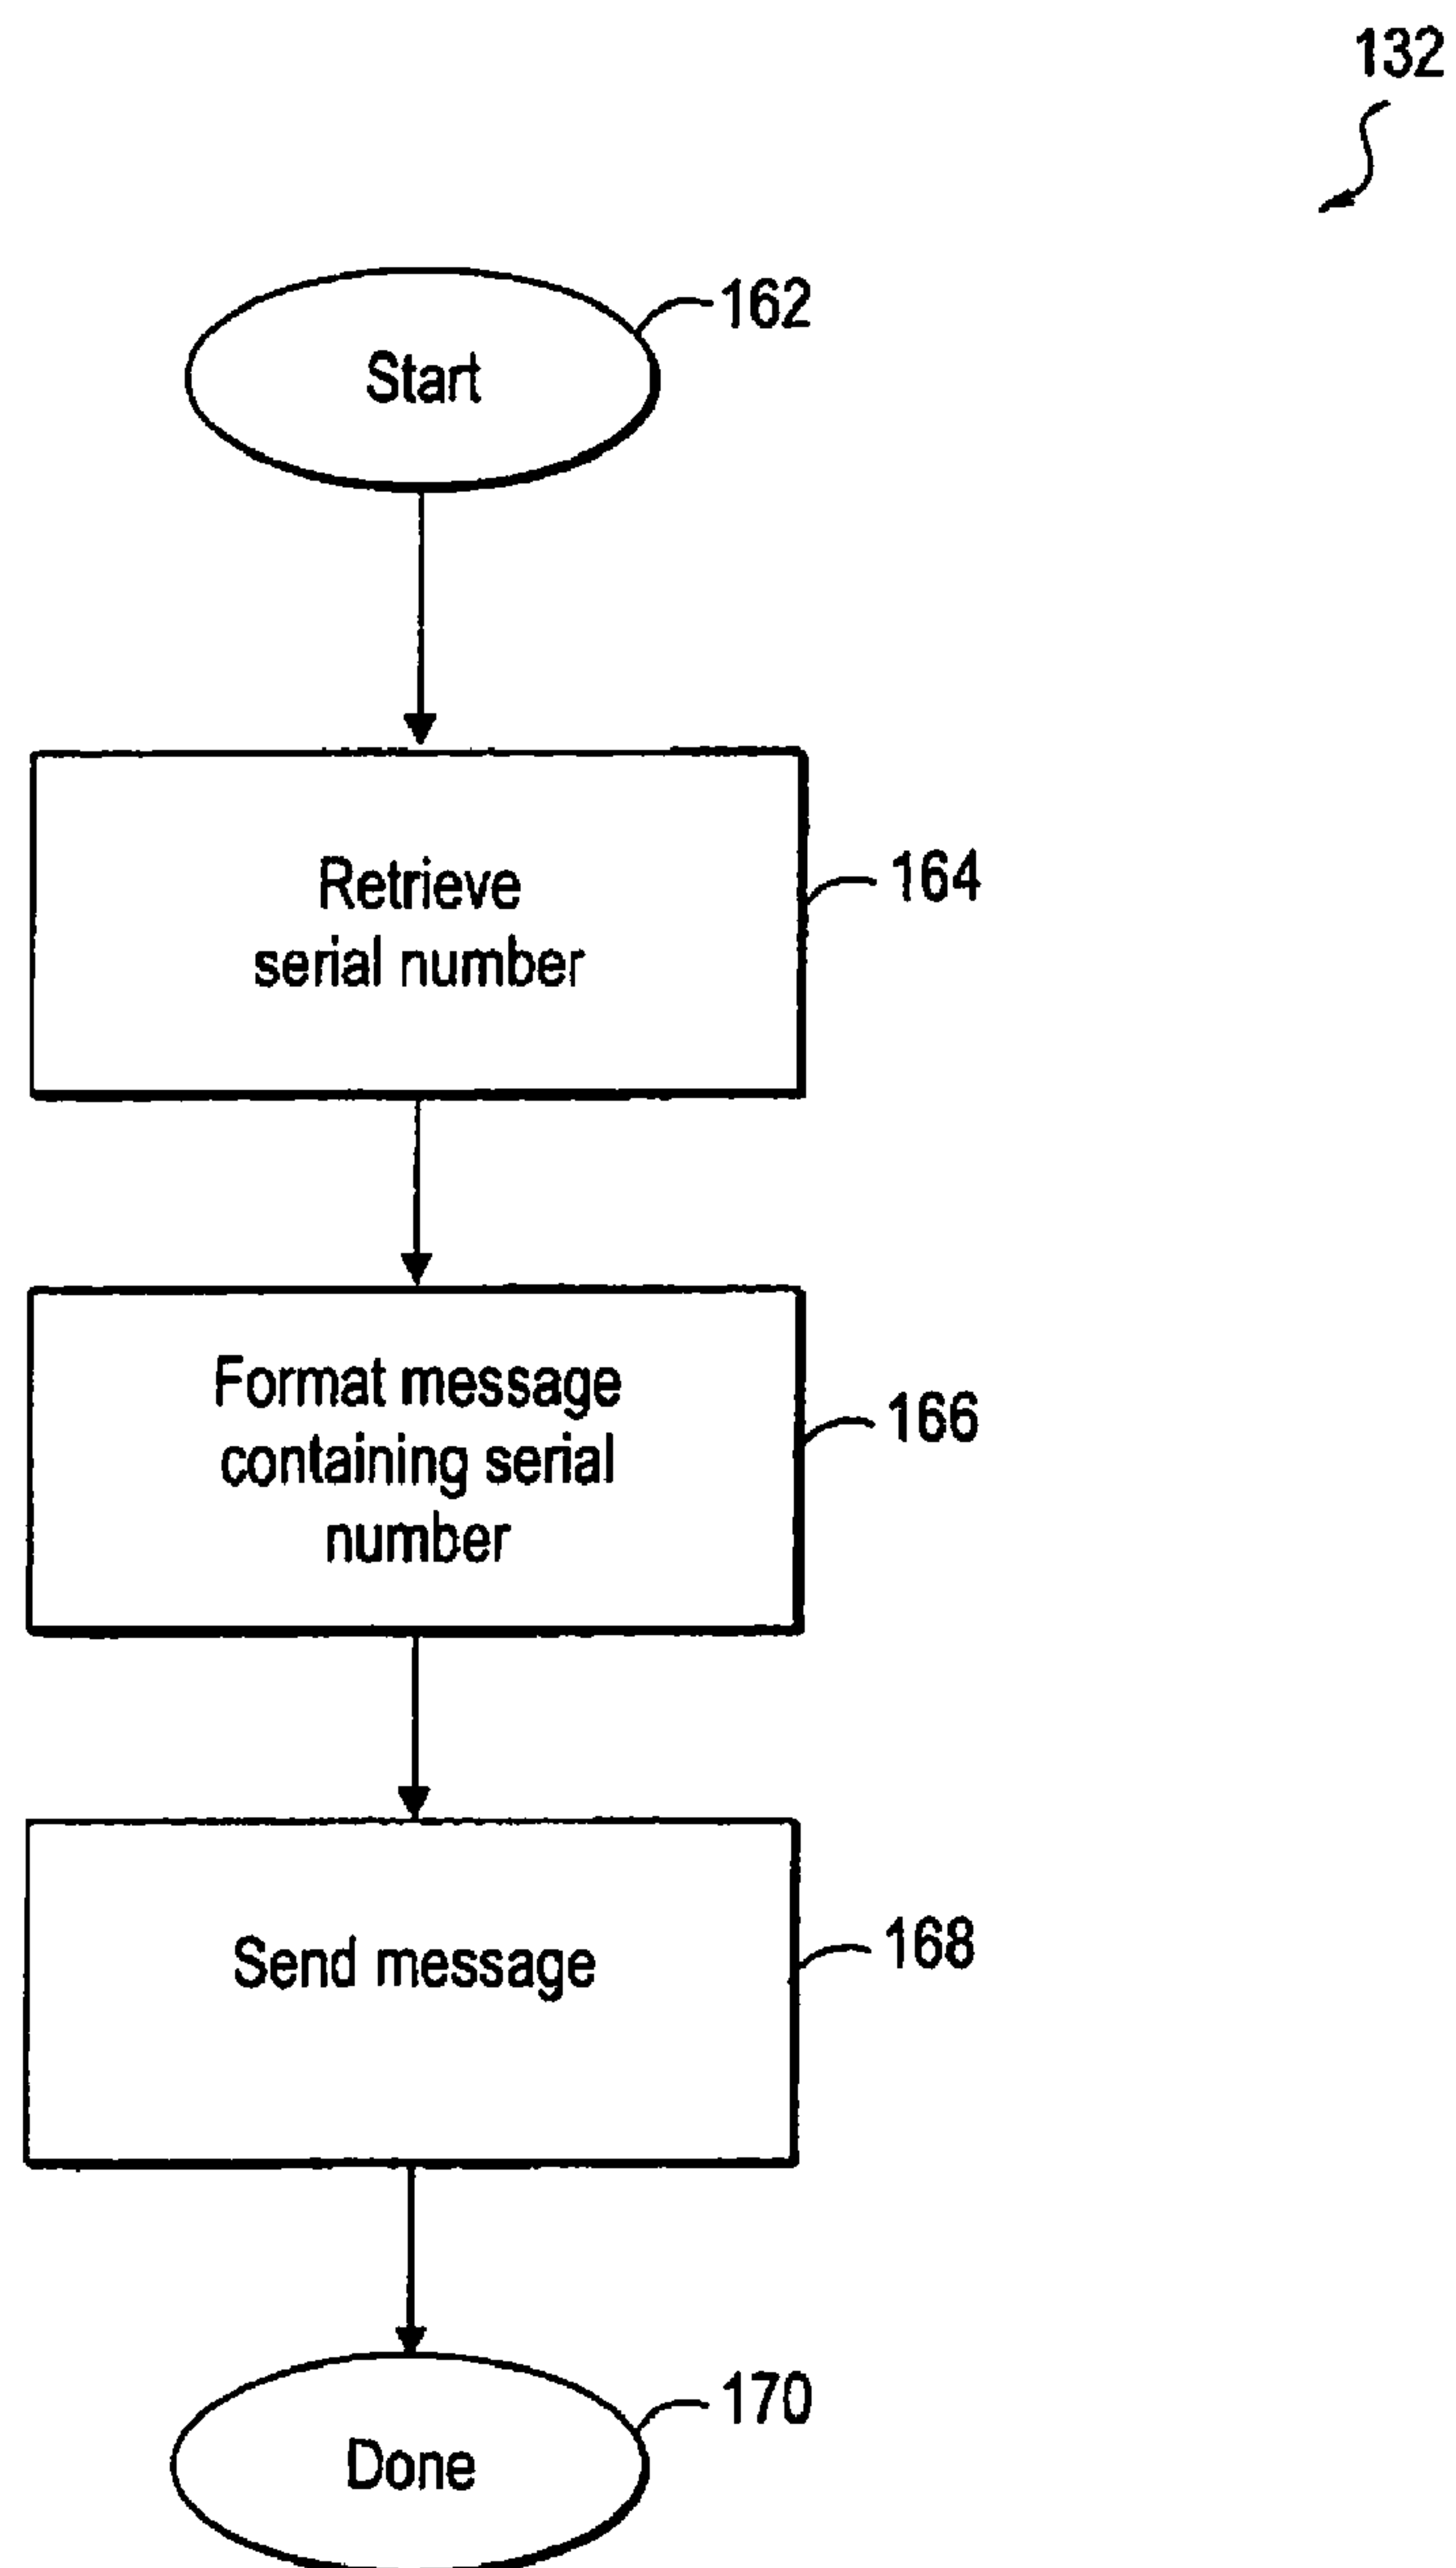 132
162
Start
Retrieve
serial number
164
Format message
containing serial
number
166
Send message
168
170
Done